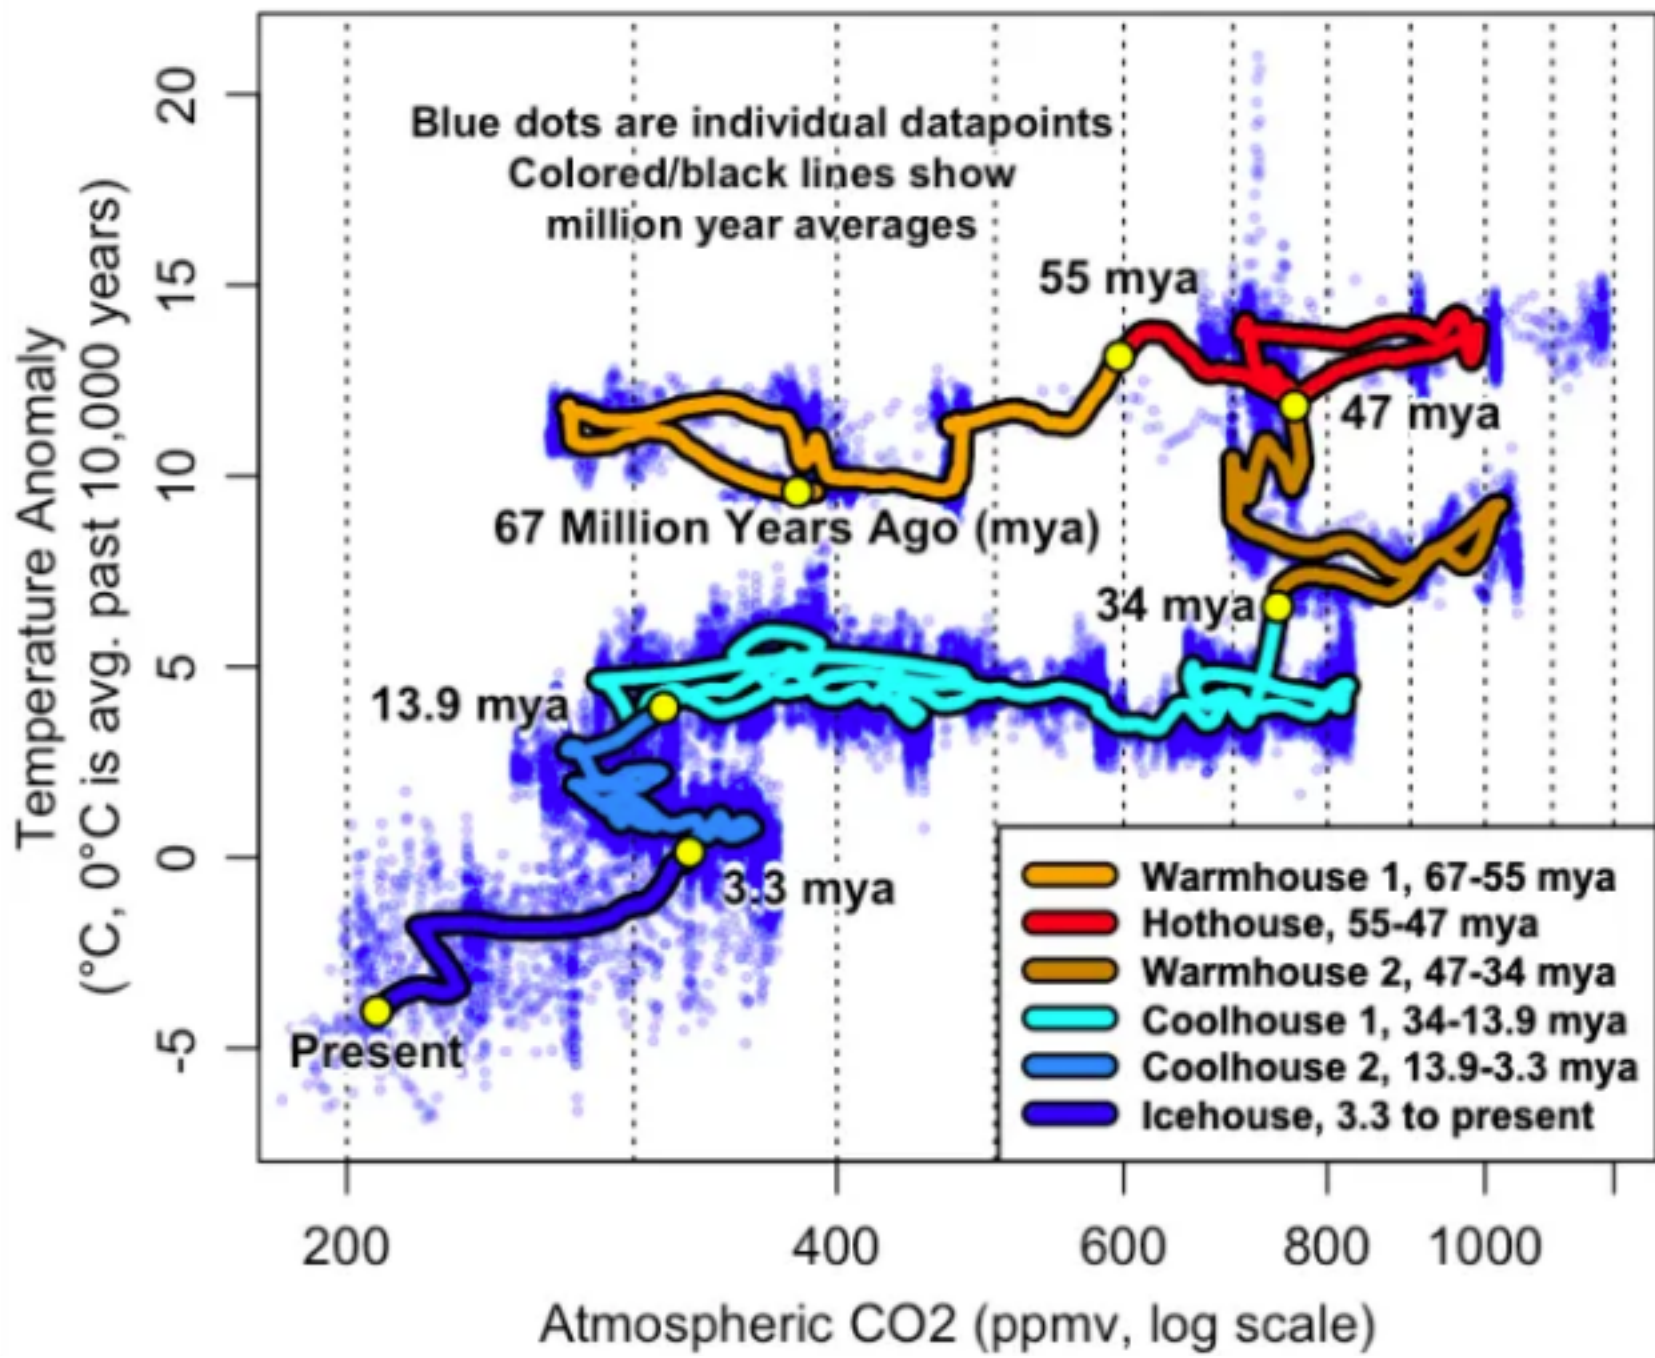 Blue dots are individual datapoints
Colored/black lines show
million year averages
55 mya
47 mya
67 Million Years Ago (mya)
34 mya
13.9 mya
3.3 mya
Present
Warmhouse 1, 67-55 mya
Hothouse, 55-47 mya
Warmhouse 2, 47-34 mya
Coolhouse 1, 34-13.9 mya
Coolhouse 2, 13.9-3.3 mya
Icehouse, 3.3 to present
Temperature Anomaly
(°C, 0°C is avg. past 10,000 years)
20
15
10
5
0
-5
200 400 600 800 1000
Atmospheric CO2 (ppmv, log scale)